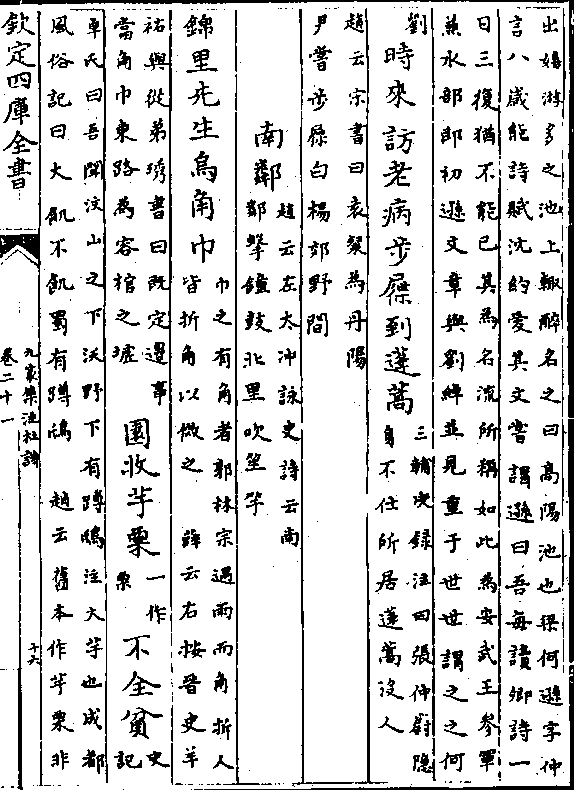 出嬉游多之池上輙醉名之曰高陽池也梁何遜字仲
言八歲能詩賦沈約愛其文嘗謂遜曰吾每讀卿詩一
日三復猶不能已其為名流所稱如此為安武王參軍
兼水部郎初遜文章與劉緯並見重于世世謂之之何
劉 時來訪老病步屧到蓬蒿 三輔决録注曰張仲蔚隠
身不仕所居蓬蒿沒人
趙云宋書曰袁粲為丹陽
尹嘗步屧白楊郊野間
南鄰 趙云左太沖詠史詩云南
鄰擊鐘鼓北里吹笙竽
錦里先生烏角巾 巾之有角者郭林宗遇雨而角折人
皆折角以傚之 薛云右按晉史羊
祐與從弟琇書曰既定邉事
當角巾東路為容棺之墟 園收芋栗 一作
栗 不全貧 史
記
卓氏曰吾聞汶山之下沃野下有蹲鴟注大芋也成都
風俗記曰大飢不飢蜀有蹲鴟 趙云舊本作芋栗非
欽定四庫全書
九家集注杜詩
卷二十一
十六